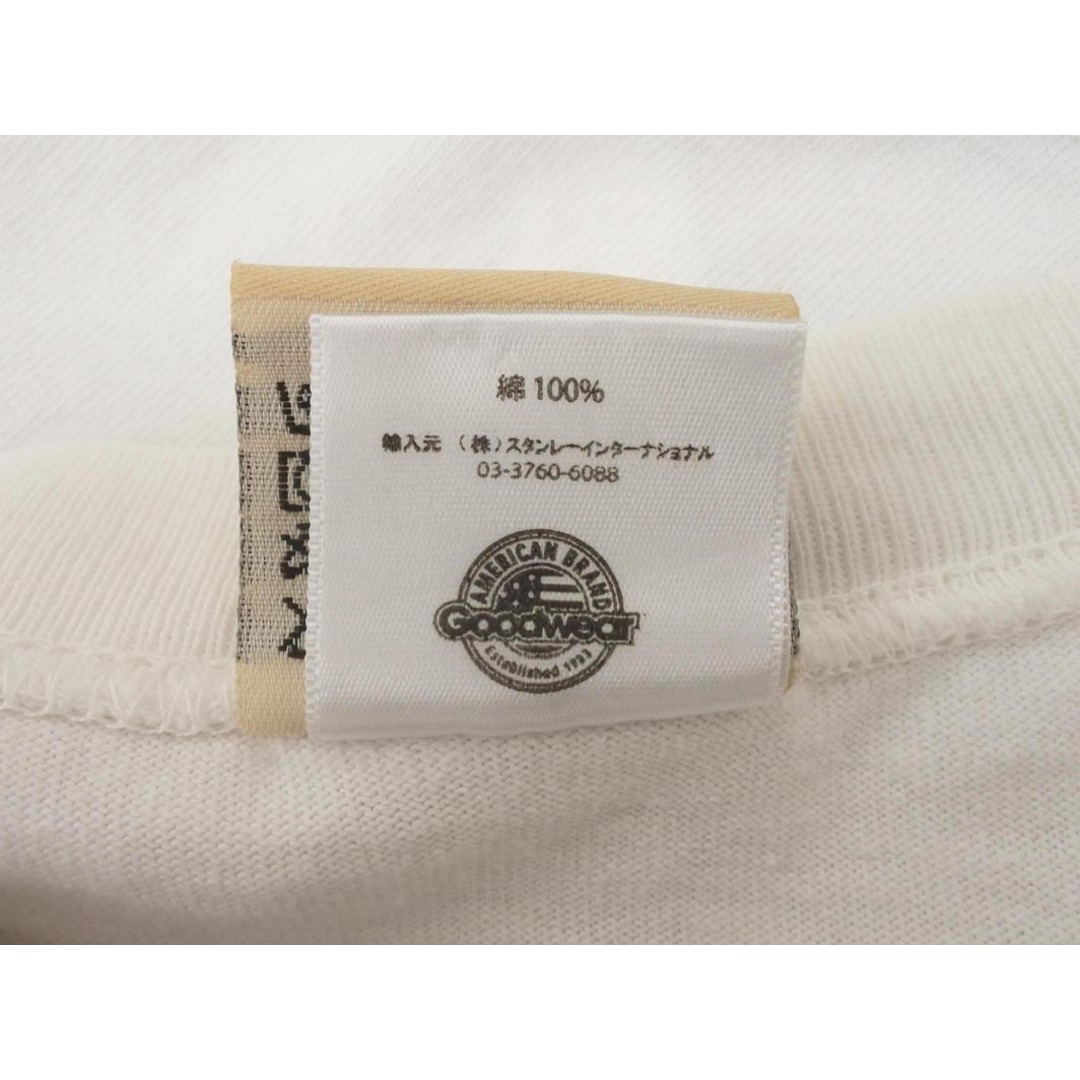 綿 100%
輸入元 (株)スタンレーインターナショナル
03-3760-6088
AMERICAN BRAND
Goodwear
Established 1983